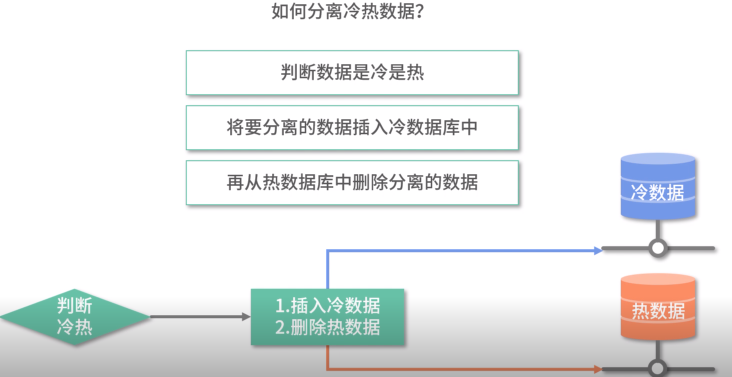 如何分离冷热数据？
判断数据是冷是热
将要分离的数据插入冷数据库中
再从热数据库中删除分离的数据
冷数据
热数据
判断
冷热
1.插入冷数据
2.删除热数据